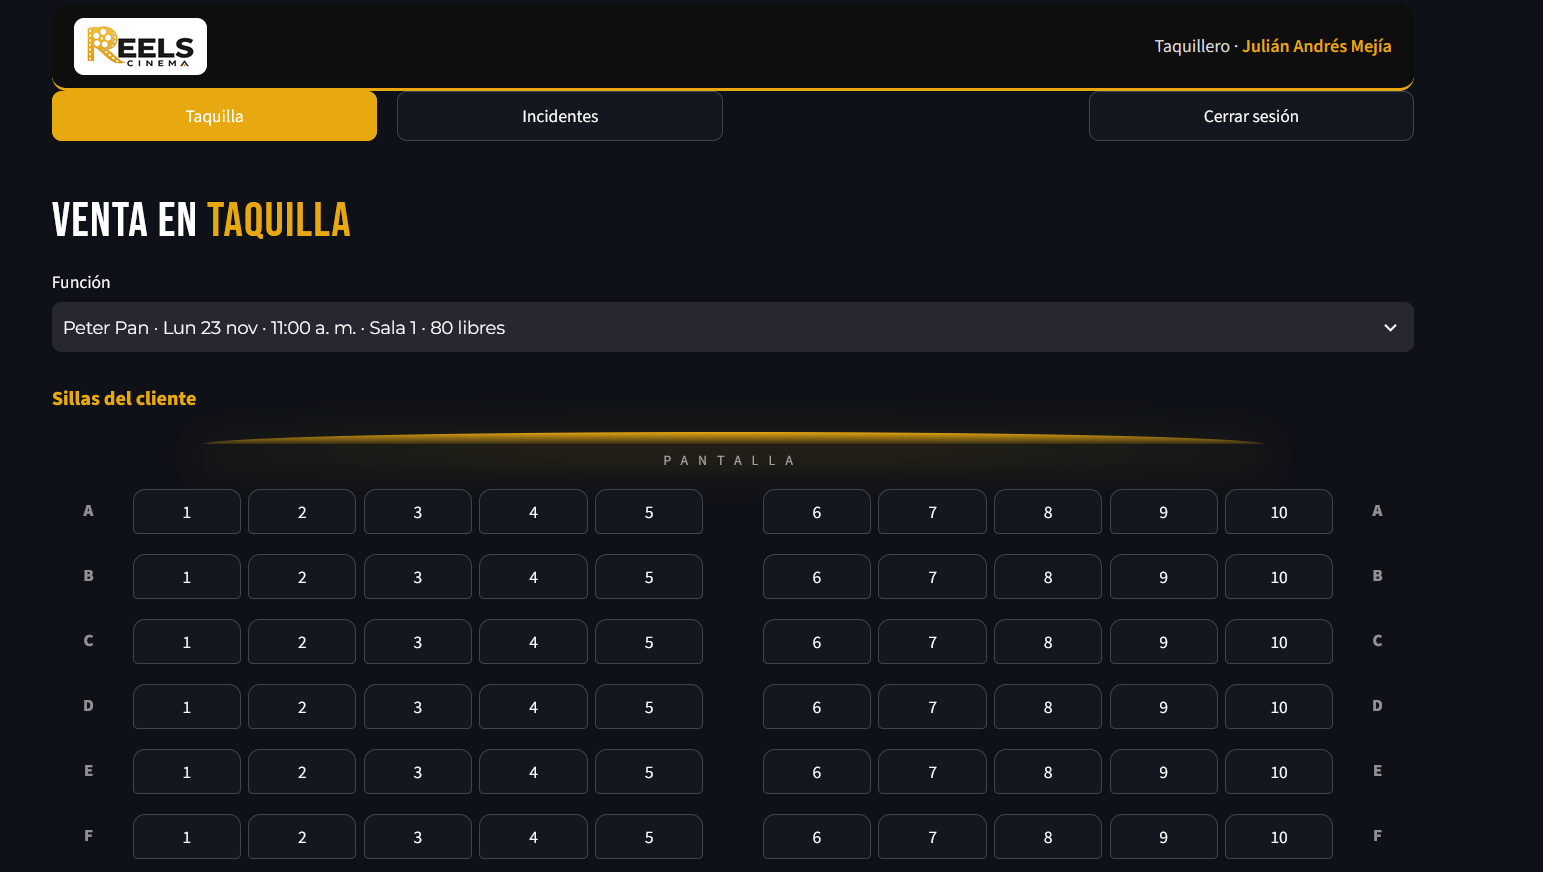 REELS
CINEMA
Taquillero · Julián Andrés Mejía
Taquilla
Incidentes
Cerrar sesión
VENTA EN TAQUILLA
Función
Peter Pan · Lun 23 nov · 11:00 a. m. · Sala 1 · 80 libres
Sillas del cliente
PANTALLA
A 1 2 3 4 5 6 7 8 9 10 A
B 1 2 3 4 5 6 7 8 9 10 B
C 1 2 3 4 5 6 7 8 9 10 C
D 1 2 3 4 5 6 7 8 9 10 D
E 1 2 3 4 5 6 7 8 9 10 E
F 1 2 3 4 5 6 7 8 9 10 F